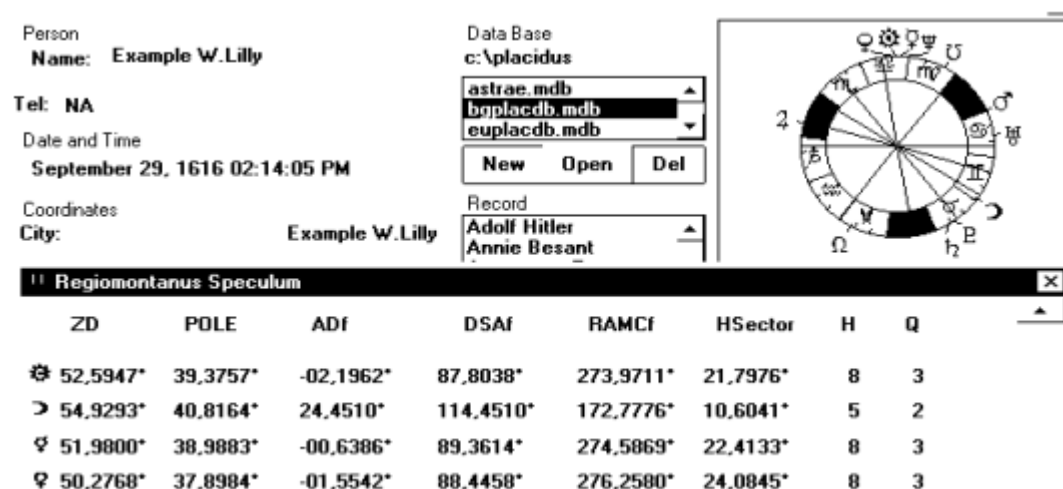 Person
Name: Example W.Lilly
Tel: NA
Date and Time
September 29, 1616 02:14:05 PM
Coordinates
City: Example W.Lilly
Data Base
c:\placidus
astrae.mdb
bgplacdb.mdb
euplacdb.mdb
New Open Del
Record
Adolf Hitler
Annie Besant
Regiomontanus Speculum
ZD POLE ADf DSAf RAMCf HSector H Q
☼ 52,5947° 39,3757° -02,1962° 87,8038° 273,9711° 21,7976° 8 3
☽ 54,9293° 40,8164° 24,4510° 114,4510° 172,7776° 10,6041° 5 2
☿ 51,9800° 38,9883° -00,6386° 89,3614° 274,5869° 22,4133° 8 3
♀ 50,2768° 37,8984° -01,5542° 88,4458° 276,2580° 24,0845° 8 3